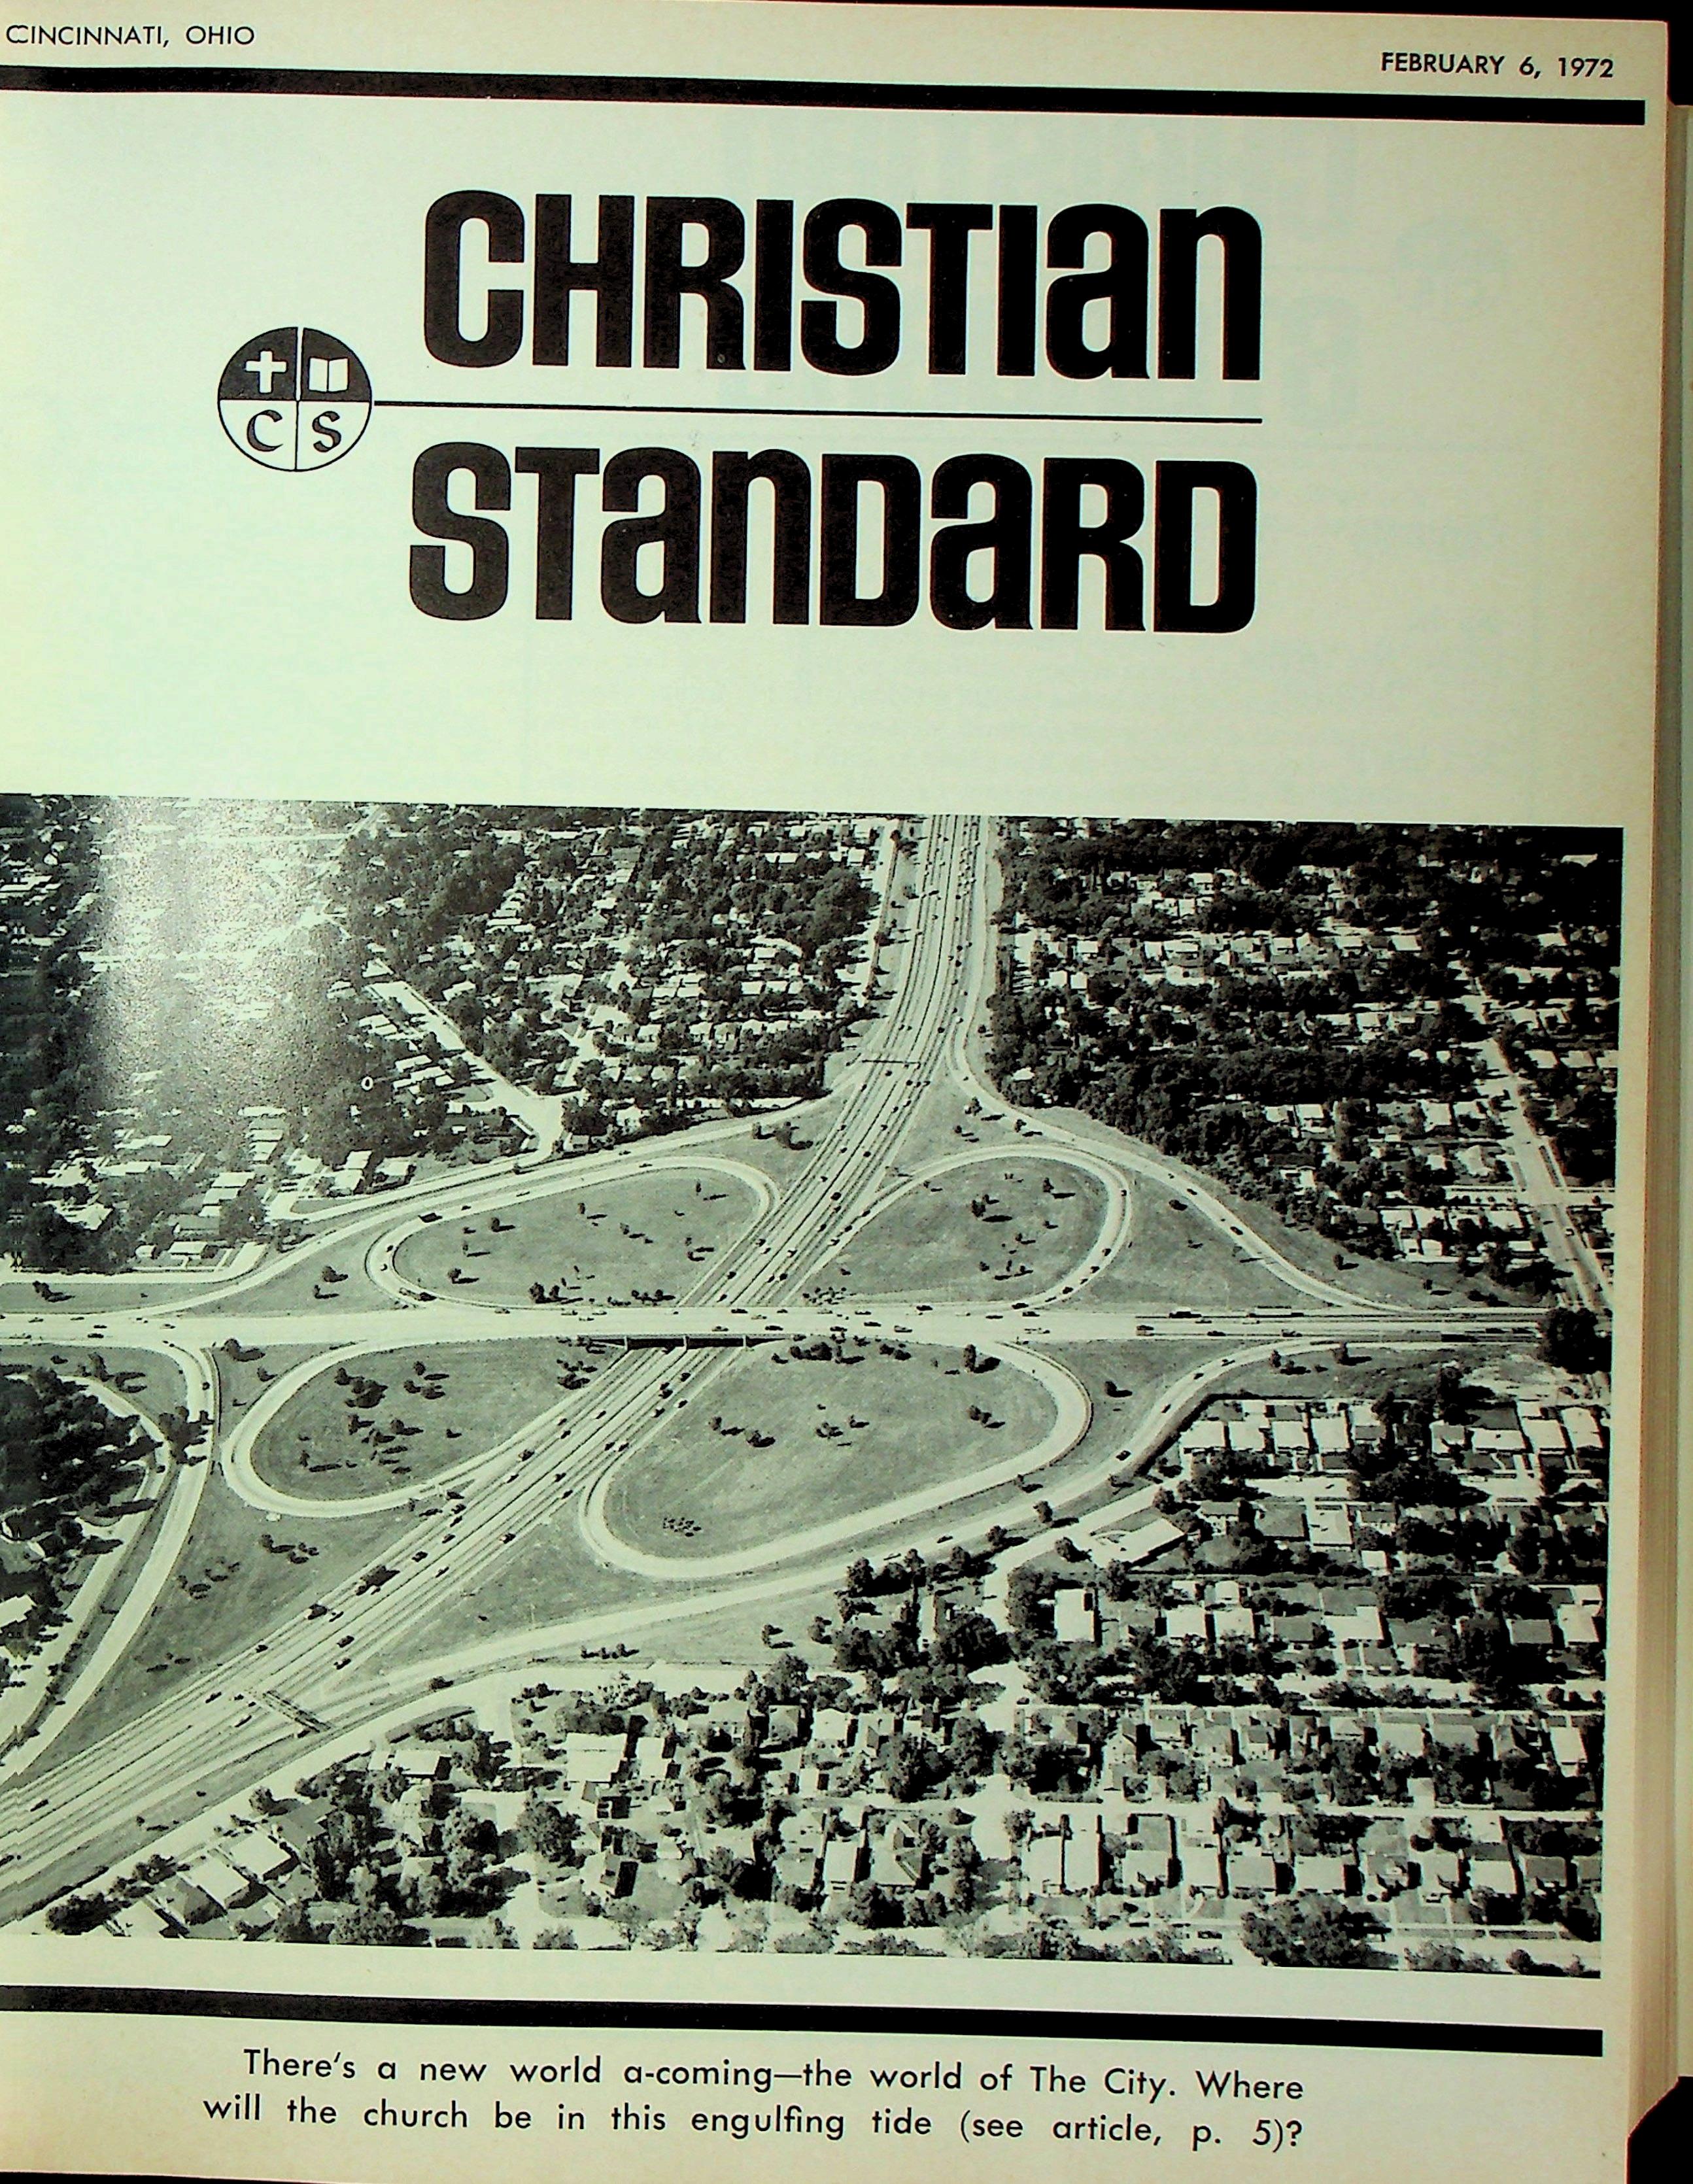 CINCINNATI, OHIO
FEBRUARY 6, 1972
CHRISTIan
C S
STanDaRD
There's a new world a-coming—the world of The City. Where
will the church be in this engulfing tide (see article, p. 5)?